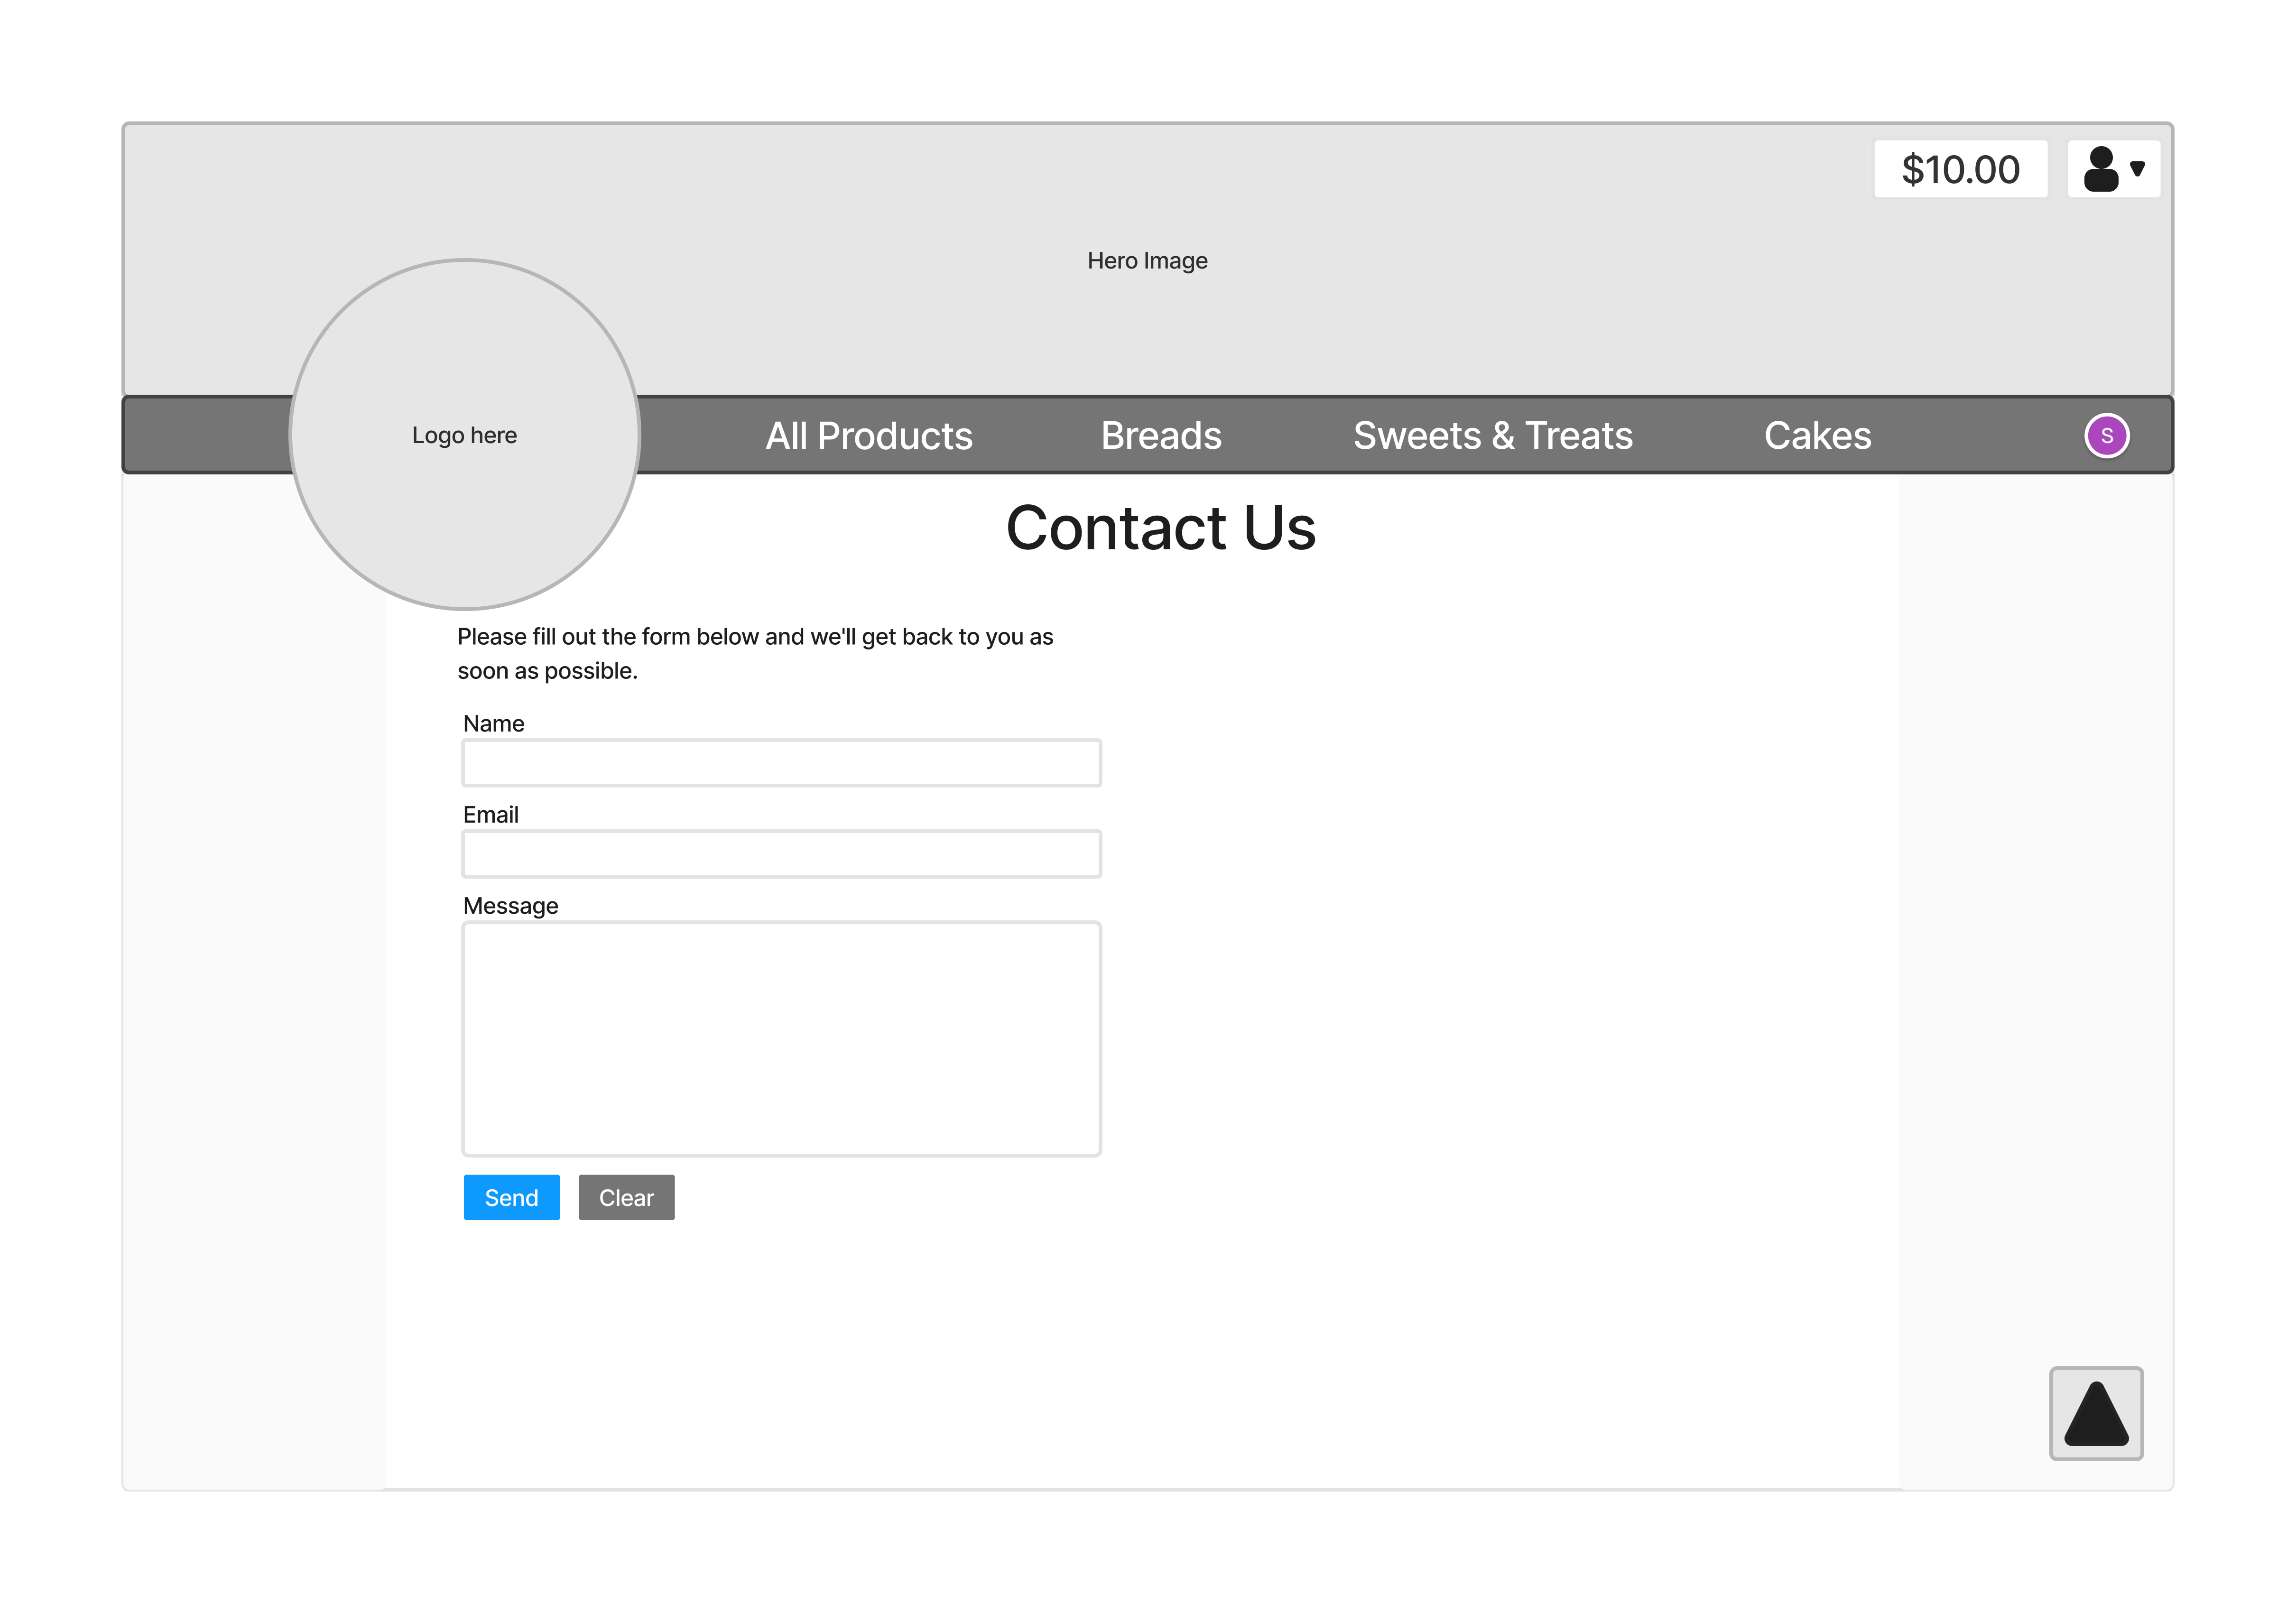 $10.00
Hero Image
Logo here
All Products
Breads
Sweets & Treats
Cakes
S
Contact Us
Please fill out the form below and we'll get back to you as
soon as possible.
Name
Email
Message
Send
Clear